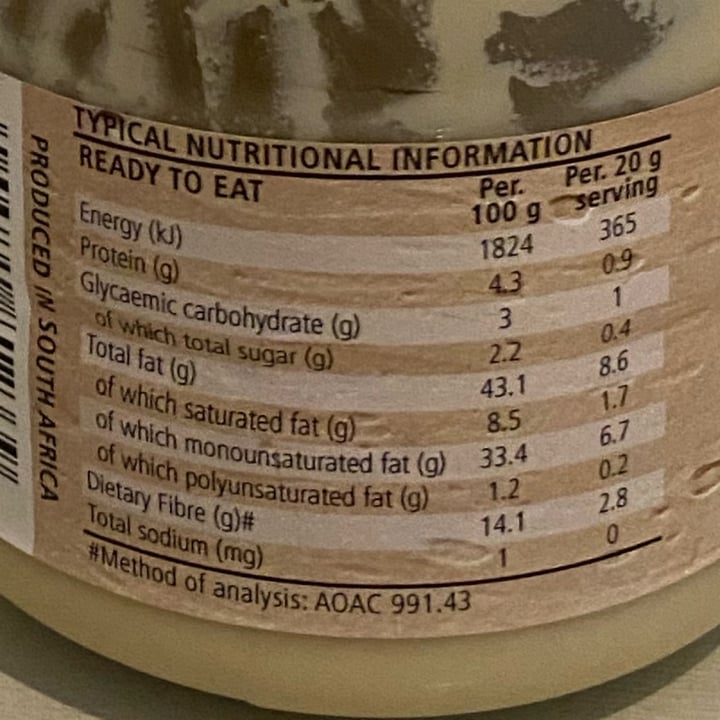 TYPICAL NUTRITIONAL INFORMATION
READY TO EAT Per. 100 g Per. 20 g serving
Energy (kJ) 1824 365
Protein (g) 4.3 0.9
Glycaemic carbohydrate (g) 3 1
of which total sugar (g) 2.2 0.4
Total fat (g) 43.1 8.6
of which saturated fat (g) 8.5 1.7
of which monounsaturated fat (g) 33.4 6.7
of which polyunsaturated fat (g) 1.2 0.2
Dietary Fibre (g)# 14.1 2.8
Total sodium (mg) 1 0
#Method of analysis: AOAC 991.43
PRODUCED IN SOUTH AFRICA